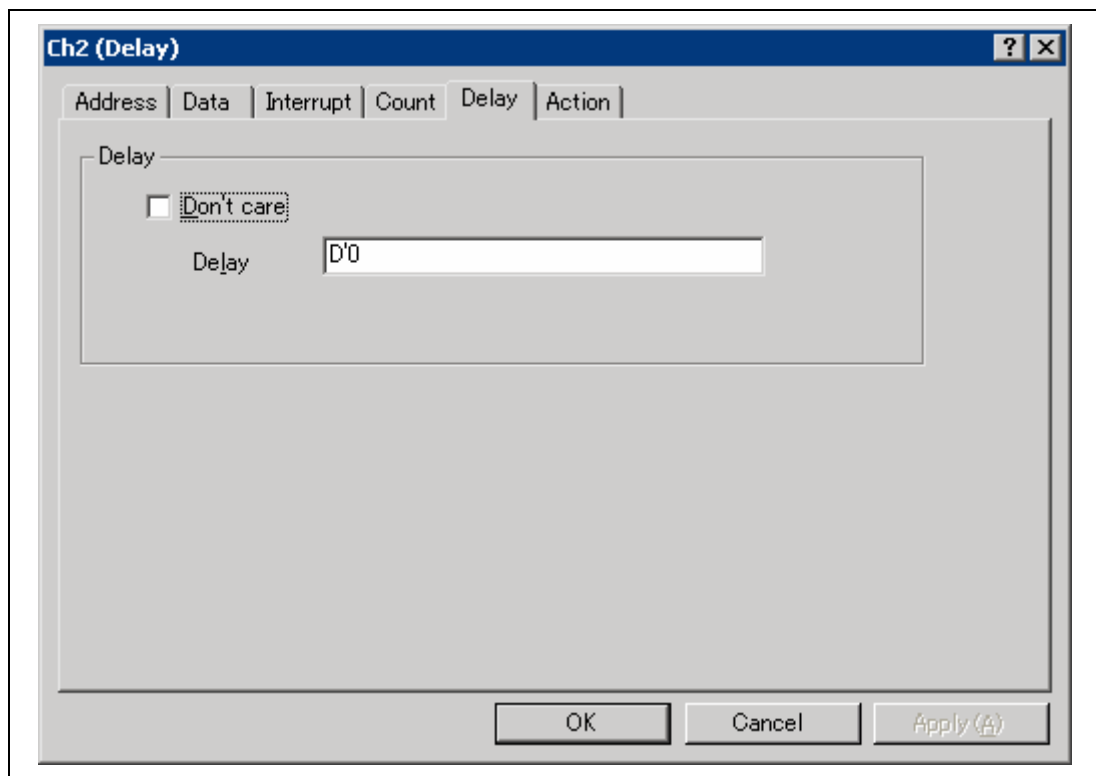 Ch2 (Delay)
Address Data Interrupt Count Delay Action
Delay
Don't care
Delay D'0
OK Cancel Apply (A)